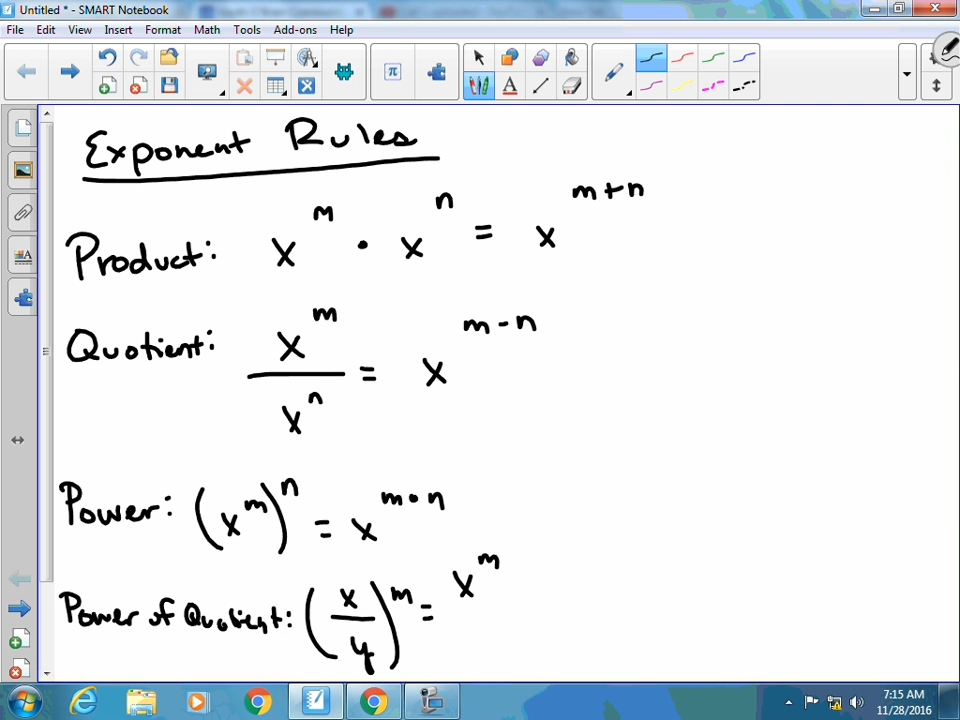 Untitled * - SMART Notebook
File Edit View Insert Format Math Tools Add-ons Help
Exponent Rules
Product: x^m · x^n = x^(m+n)
Quotient: x^m / x^n = x^(m-n)
Power: (x^m)^n = x^(m·n)
Power of Quotient: (x/y)^m = x^m
7:15 AM
11/28/2016